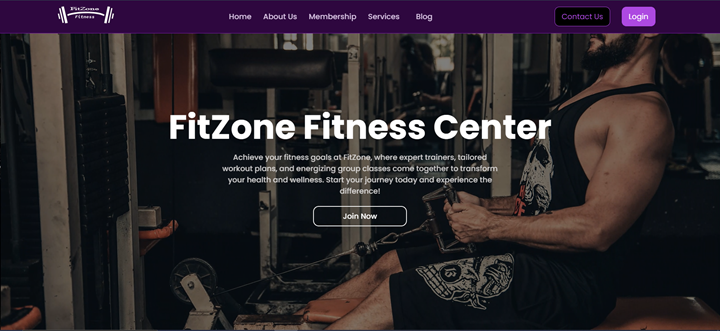 FitZone
Fitness
Home About Us Membership Services Blog Contact Us Login
FitZone Fitness Center
Achieve your fitness goals at FitZone, where expert trainers, tailored
workout plans, and energizing group classes come together to transform
your health and wellness. Start your journey today and experience the
difference!
Join Now